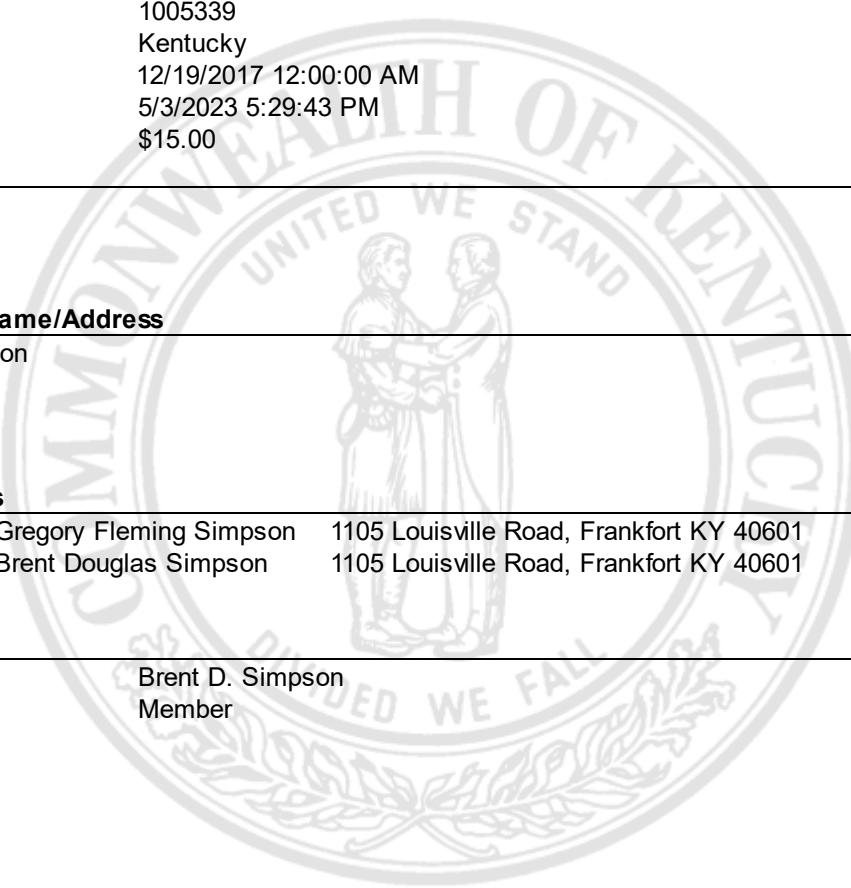 1005339
Kentucky
12/19/2017 12:00:00 AM
5/3/2023 5:29:43 PM
$15.00
COMMONWEALTH OF KENTUCKY
UNITED WE STAND
ame/Address
on
s
Gregory Fleming Simpson 1105 Louisville Road, Frankfort KY 40601
Brent Douglas Simpson 1105 Louisville Road, Frankfort KY 40601
DIVIDED WE FALL
Brent D. Simpson
Member